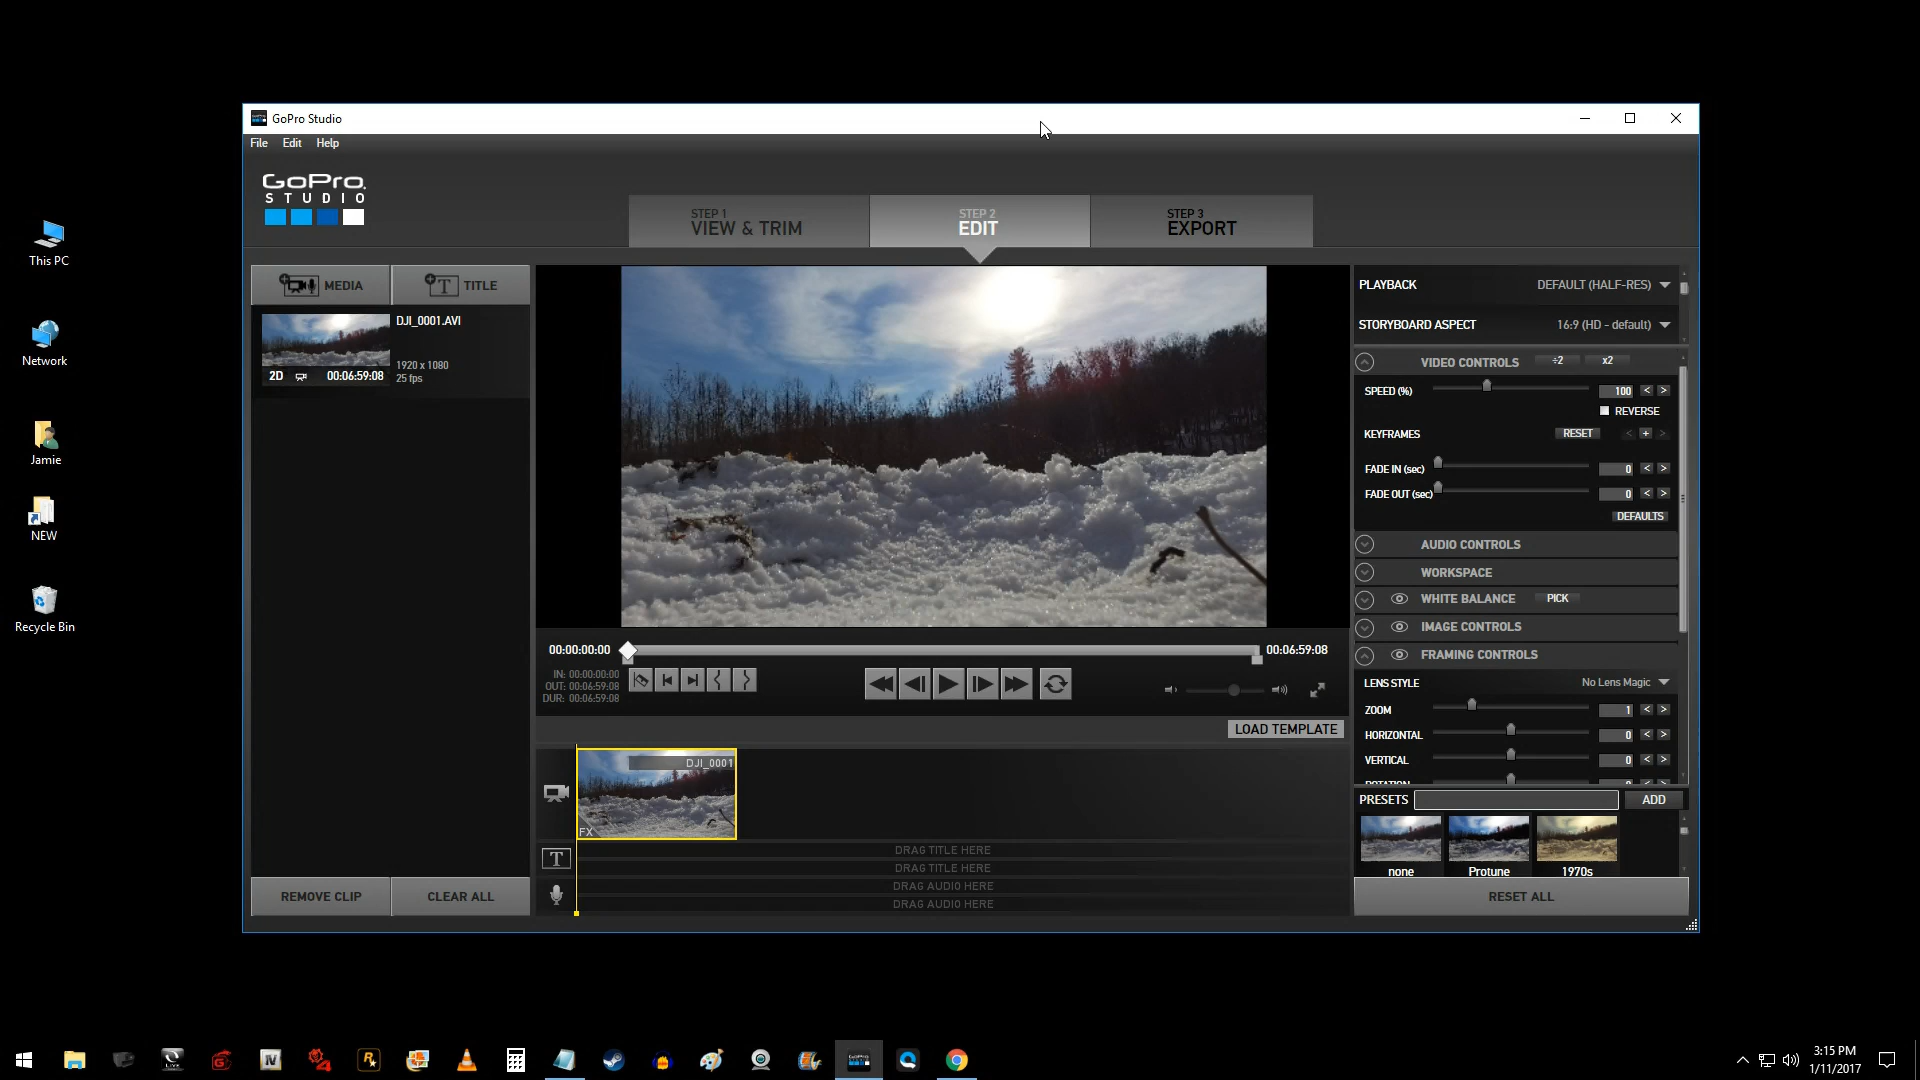 GoPro Studio
File Edit Help
GoPro
STUDIO
STEP 1
VIEW & TRIM
STEP 2
EDIT
STEP 3
EXPORT
This PC
Network
Jamie
NEW
Recycle Bin
MEDIA
TITLE
DJI_0001.AVI
1920 x 1080
25 fps
2D 00:06:59:08
REMOVE CLIP
CLEAR ALL
00:00:00:00
00:06:59:08
IN: 00:00:00:00
OUT: 00:06:59:08
DUR: 00:06:59:08
LOAD TEMPLATE
DJI_0001
FX
T
DRAG TITLE HERE
DRAG TITLE HERE
DRAG AUDIO HERE
DRAG AUDIO HERE
PLAYBACK DEFAULT (HALF-RES)
STORYBOARD ASPECT 16:9 (HD - default)
VIDEO CONTROLS ÷2 x2
SPEED (%) 100 < >
REVERSE
KEYFRAMES RESET < + >
FADE IN (sec) 0 < >
FADE OUT (sec) 0 < >
DEFAULTS
AUDIO CONTROLS
WORKSPACE
WHITE BALANCE PICK
IMAGE CONTROLS
FRAMING CONTROLS
LENS STYLE No Lens Magic
ZOOM 1 < >
HORIZONTAL 0 < >
VERTICAL 0 < >
ROTATION
PRESETS ADD
none Protune 1970s
RESET ALL
3:15 PM
1/11/2017